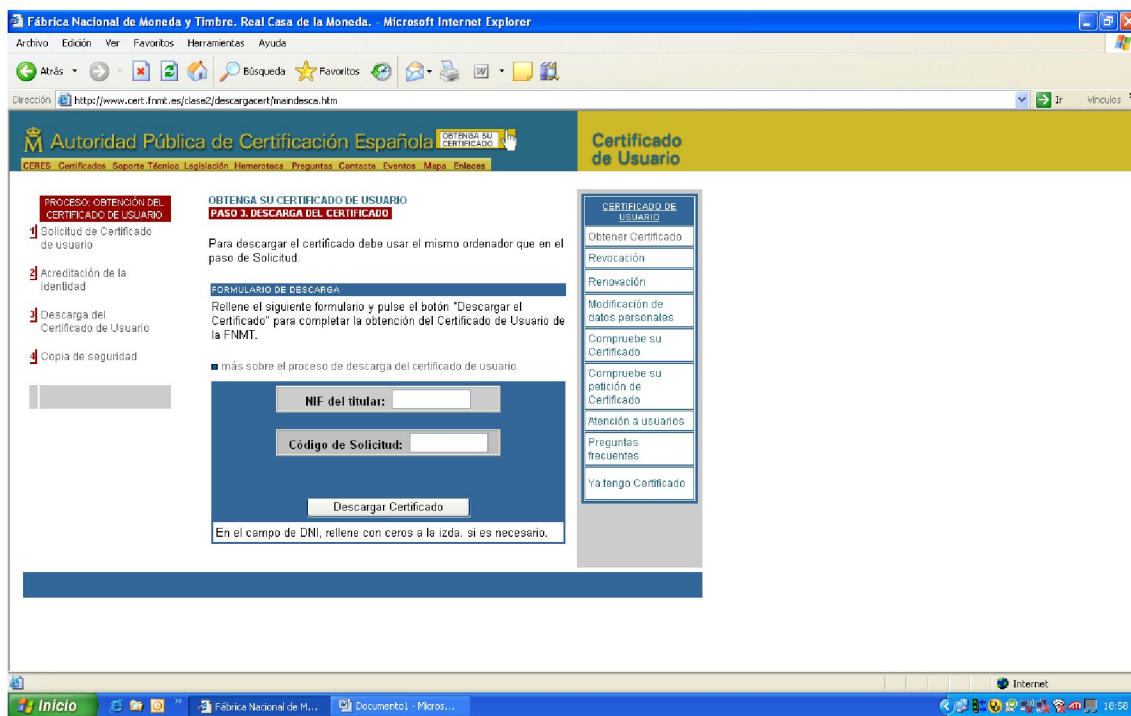 Fábrica Nacional de Moneda y Timbre. Real Casa de la Moneda. - Microsoft Internet Explorer
Archivo Edición Ver Favoritos Herramientas Ayuda
Atrás Búsqueda Favoritos
Dirección http://www.cert.fnmt.es/clase2/descargacert/maindesca.htm Ir Vínculos
Autoridad Pública de Certificación Española
OBTENGA SU
CERTIFICADO
CERES Certificados Soporte Técnico Legislación Hemeroteca Preguntas Contacte Eventos Mapa Enlaces
Certificado
de Usuario
PROCESO: OBTENCIÓN DEL
CERTIFICADO DE USUARIO
1 Solicitud de Certificado
de usuario
2 Acreditación de la
identidad
3 Descarga del
Certificado de Usuario
4 Copia de seguridad
OBTENGA SU CERTIFICADO DE USUARIO
PASO 3. DESCARGA DEL CERTIFICADO
Para descargar el certificado debe usar el mismo ordenador que en el
paso de Solicitud.
FORMULARIO DE DESCARGA
Rellene el siguiente formulario y pulse el botón "Descargar el
Certificado" para completar la obtención del Certificado de Usuario de
la FNMT.
más sobre el proceso de descarga del certificado de usuario
NIF del titular:
Código de Solicitud:
Descargar Certificado
En el campo de DNI, rellene con ceros a la izda. si es necesario.
CERTIFICADO DE
USUARIO
Obtener Certificado
Revocación
Renovación
Modificación de
datos personales
Compruebe su
Certificado
Compruebe su
petición de
Certificado
Atención a usuarios
Preguntas
frecuentes
Ya tengo Certificado
Internet
Inicio Fábrica Nacional de M... Documento1 - Micros... 18:58